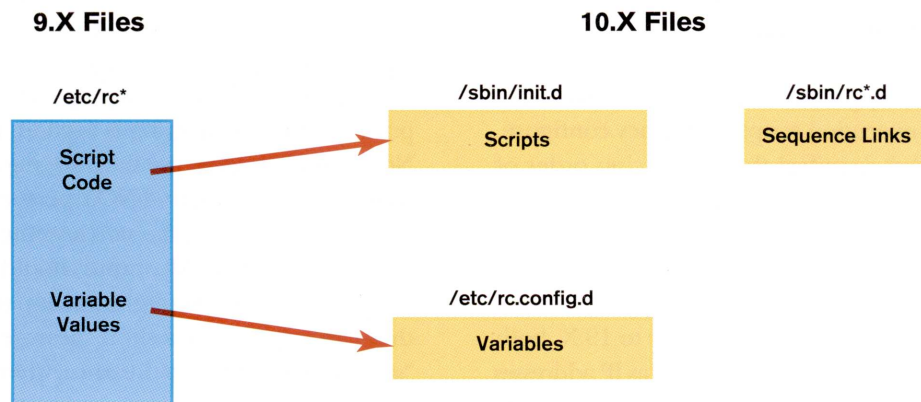 9.X Files
10.X Files
/etc/rc*
/sbin/init.d
/sbin/rc*.d
Script
Code
Scripts
Sequence Links
Variable
Values
/etc/rc.config.d
Variables